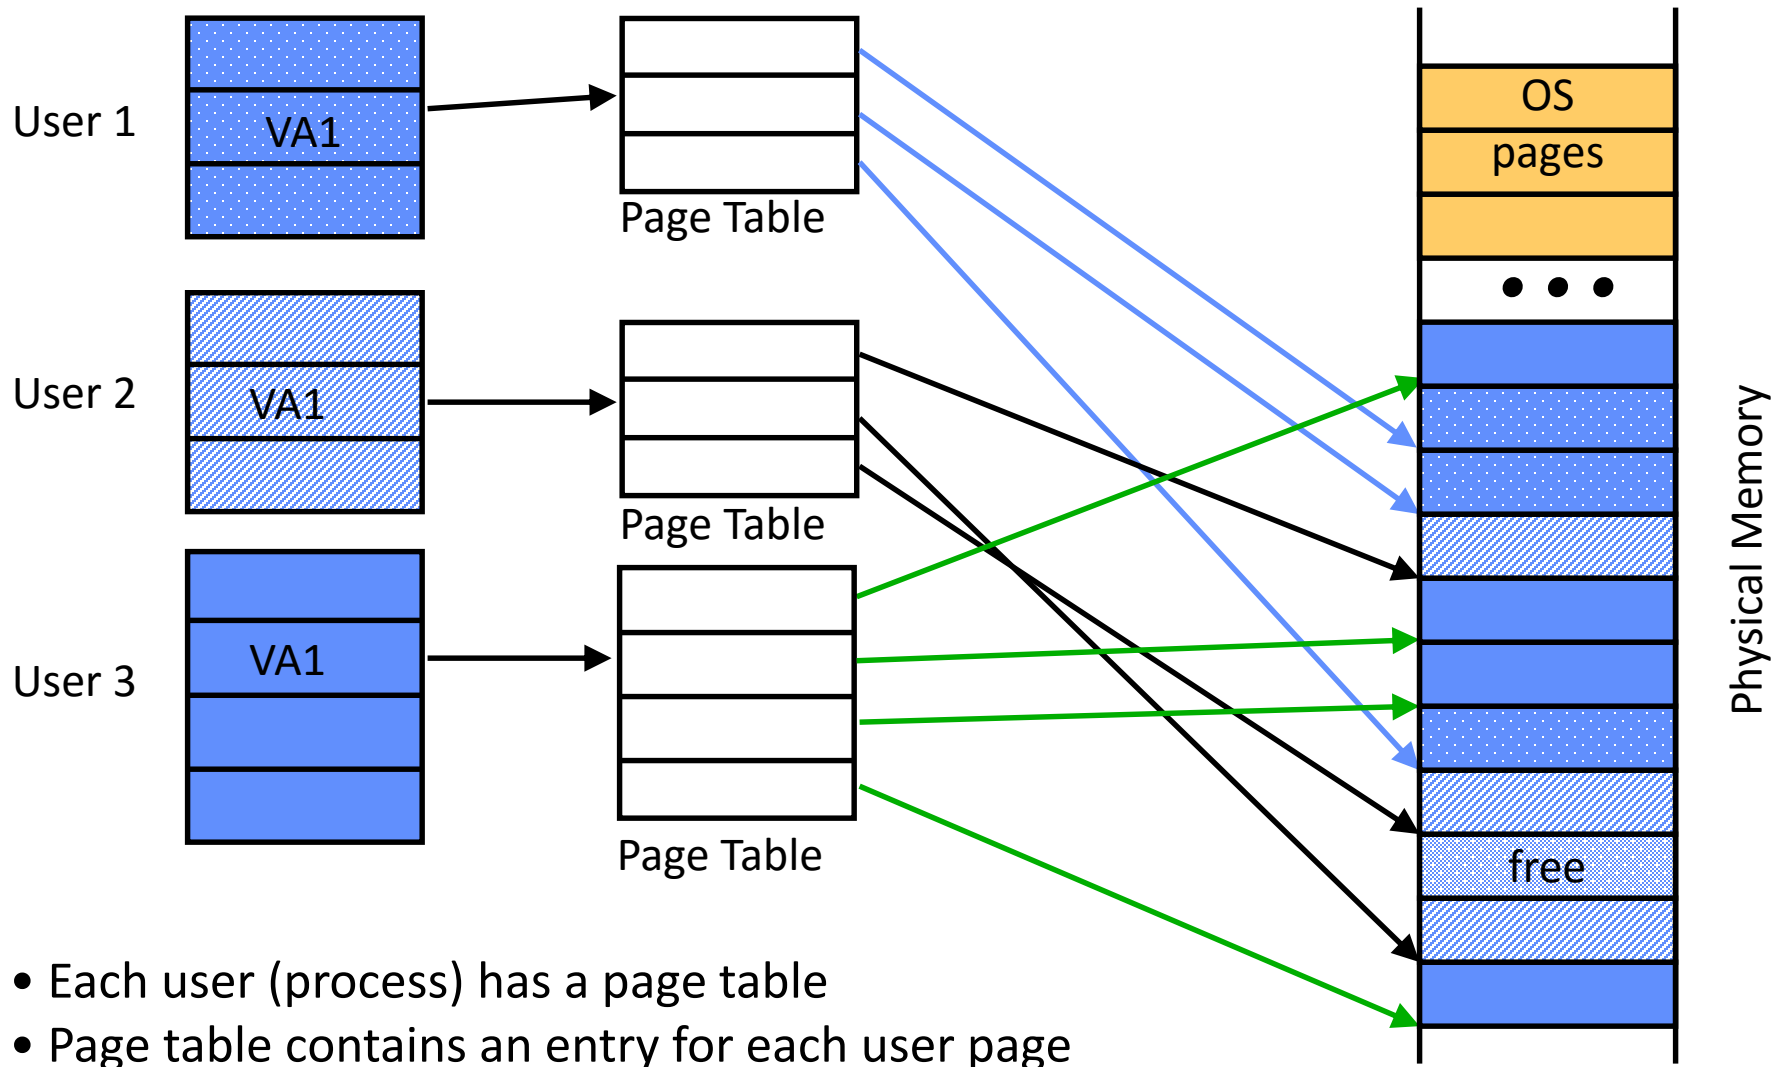 User 1
VA1
Page Table
OS
pages
User 2
VA1
Page Table
User 3
VA1
Page Table
free
Physical Memory
• Each user (process) has a page table
• Page table contains an entry for each user page